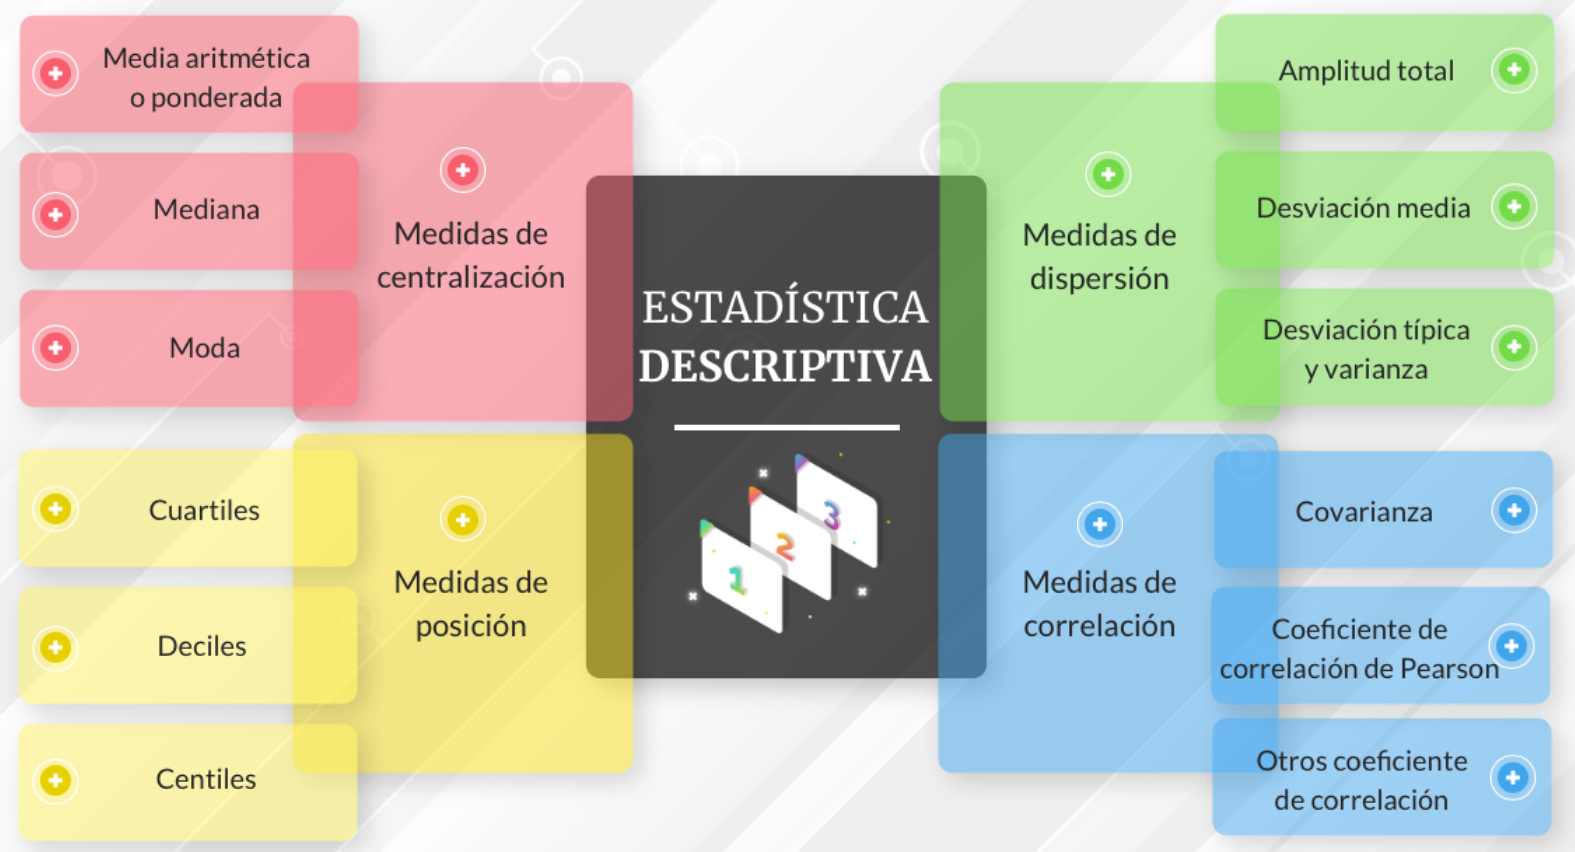 Media aritmética
o ponderada
Mediana
Moda
Medidas de
centralización
Cuartiles
Deciles
Centiles
Medidas de
posición
ESTADÍSTICA
DESCRIPTIVA
1
2
3
Medidas de
dispersión
Amplitud total
Desviación media
Desviación típica
y varianza
Medidas de
correlación
Covarianza
Coeficiente de
correlación de Pearson
Otros coeficiente
de correlación